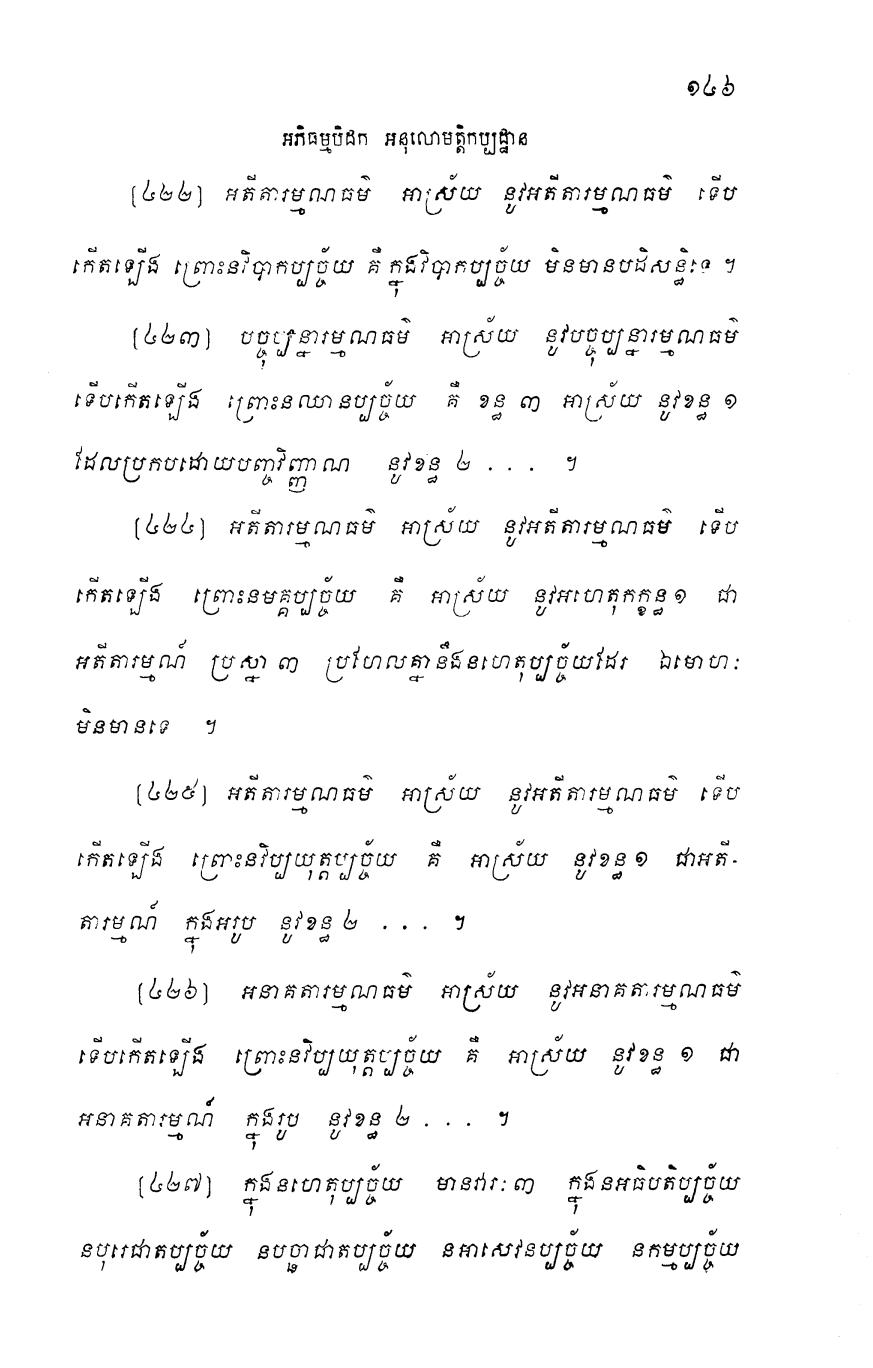 ១៤៦
អភិធម្មបិដក អនុលោមត្តិកប្បដ្ឋាន
[៤២២] អតីតារម្មណធម៌ អាស្រ័យ នូវអតីតារម្មណធម៌ ទើប
កើតឡើង ព្រោះនវិបាកប្បច្ច័យ គឺ ក្នុងវិបាកប្បច្ច័យ មិនមានបដិសន្ធិទេ ។
[៤២៣] បច្ចុប្បន្នារម្មណធម៌ អាស្រ័យ នូវបច្ចុប្បន្នារម្មណធម៌
ទើបកើតឡើង ព្រោះនឈានប្បច្ច័យ គឺ ខន្ធ ៣ អាស្រ័យ នូវខន្ធ ១
ដែលប្រកបដោយបញ្ចវិញ្ញាណ នូវខន្ធ ២ . . . ។
[៤២៤] អតីតារម្មណធម៌ អាស្រ័យ នូវអតីតារម្មណធម៌ ទើប
កើតឡើង ព្រោះនមគ្គប្បច្ច័យ គឺ អាស្រ័យ នូវអហេតុកក្ខន្ធ ១ ជា
អតីតារម្មណ៍ ប្រស្នា ៣ ប្រហែលគ្នានឹងនហេតុប្បច្ច័យដែរ ឯមោហៈ
មិនមានទេ ។
[៤២៥] អតីតារម្មណធម៌ អាស្រ័យ នូវអតីតារម្មណធម៌ ទើប
កើតឡើង ព្រោះនវិប្បយុត្តប្បច្ច័យ គឺ អាស្រ័យ នូវខន្ធ ១ ជាអតី-
តារម្មណ៍ ក្នុងអរូប នូវខន្ធ ២ . . . ។
[៤២៦] អនាគតារម្មណធម៌ អាស្រ័យ នូវអនាគតារម្មណធម៌
ទើបកើតឡើង ព្រោះនវិប្បយុត្តប្បច្ច័យ គឺ អាស្រ័យ នូវខន្ធ ១ ជា
អនាគតារម្មណ៍ ក្នុងរូប នូវខន្ធ ២ . . . ។
[៤២៧] ក្នុងនហេតុប្បច្ច័យ មានវារៈ ៣ ក្នុងនអធិបតិប្បច្ច័យ
នបុរេជាតប្បច្ច័យ នបច្ឆាជាតប្បច្ច័យ នអាសេវនប្បច្ច័យ នកម្មប្បច្ច័យ